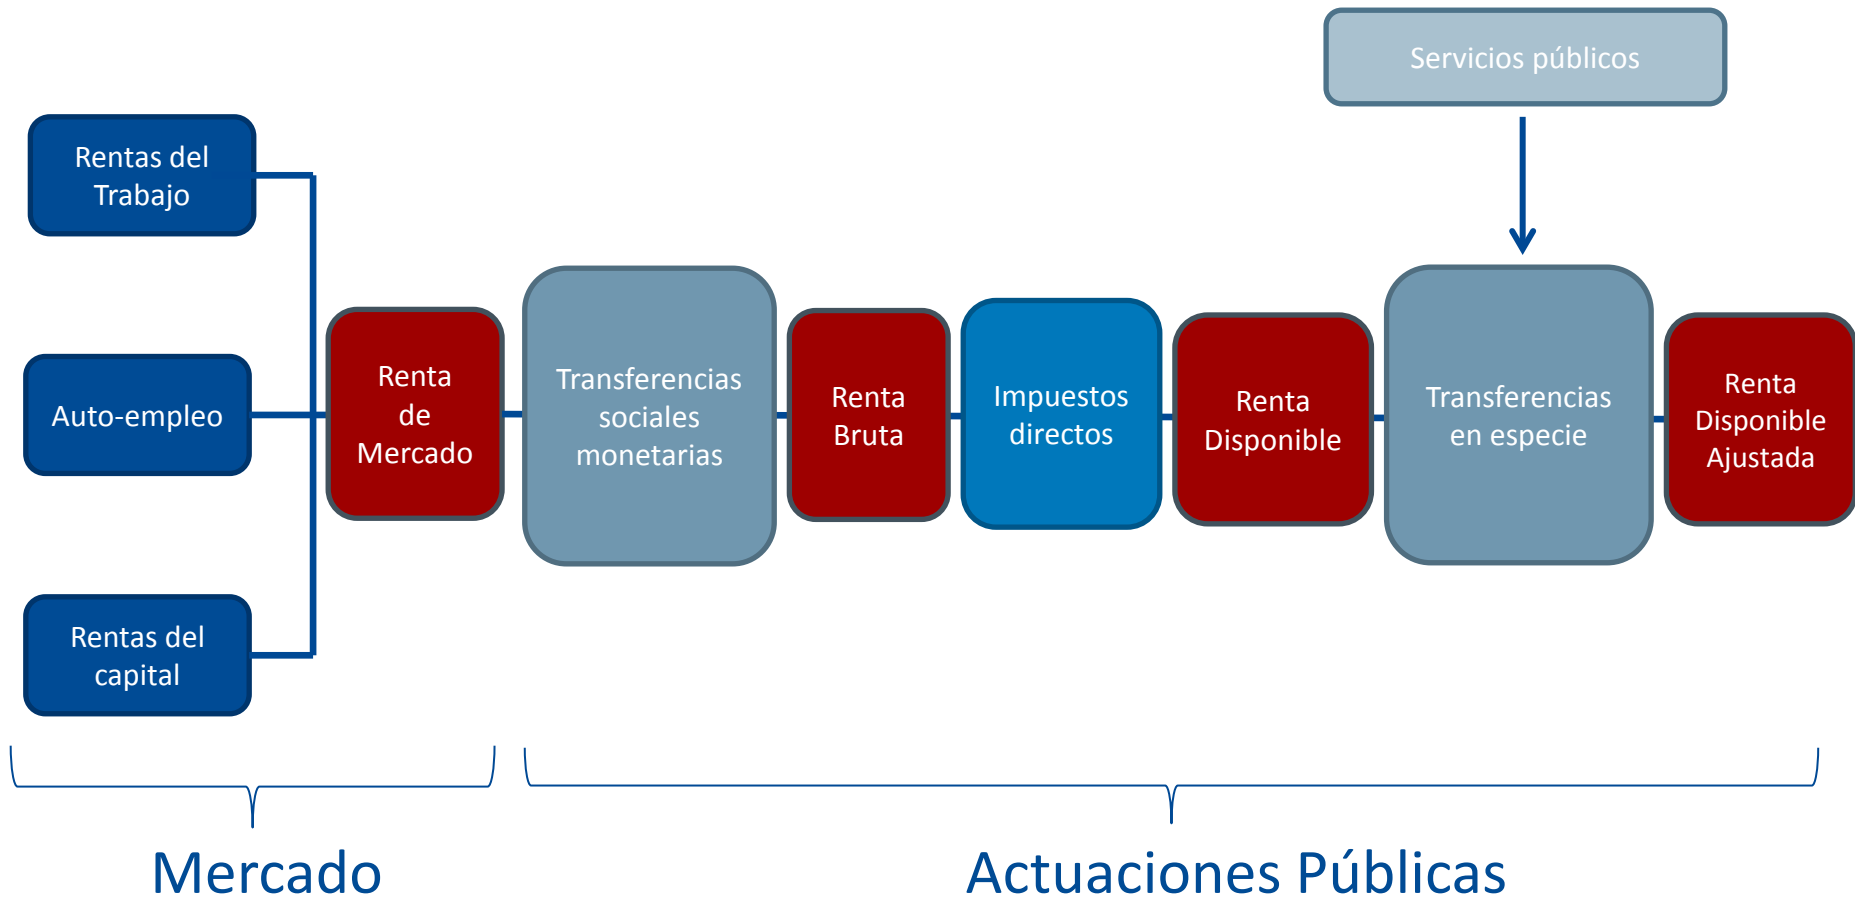 Servicios públicos
Rentas del
Trabajo
Auto-empleo
Rentas del
capital
Renta
de
Mercado
Transferencias
sociales
monetarias
Renta
Bruta
Impuestos
directos
Renta
Disponible
Transferencias
en especie
Renta
Disponible
Ajustada
Mercado
Actuaciones Públicas